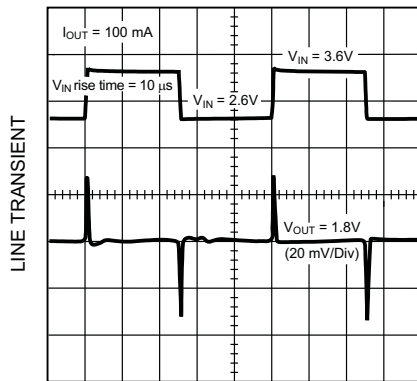 I_OUT = 100 mA
V_IN = 3.6V
V_IN rise time = 10 µs
V_IN = 2.6V
LINE TRANSIENT
V_OUT = 1.8V
(20 mV/Div)